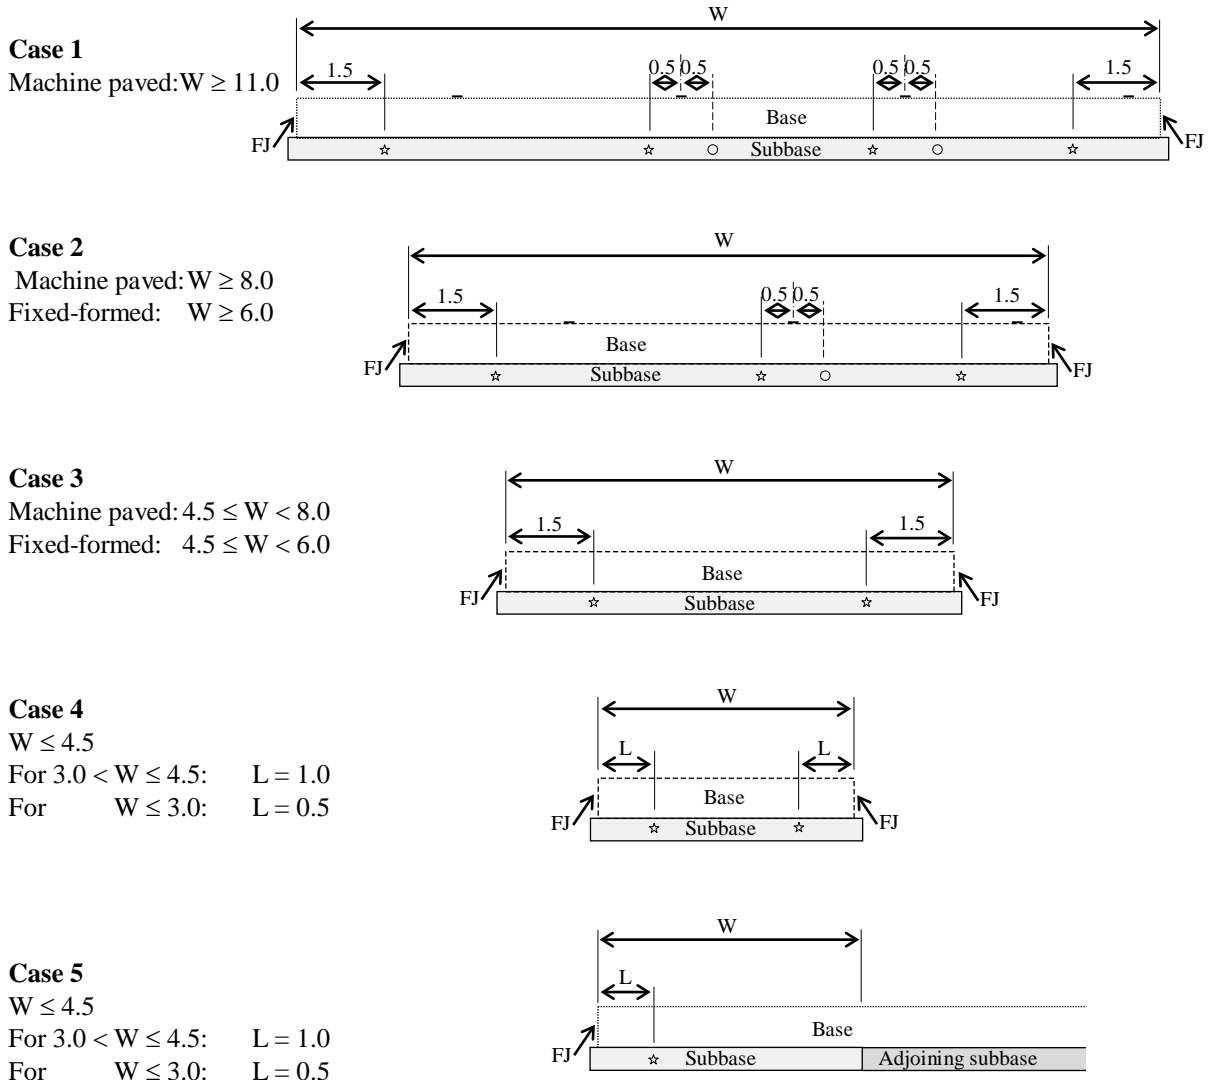 W
Case 1
Machine paved: W ≥ 11.0
1.5
0.5 0.5
0.5 0.5
1.5
Base
FJ
Subbase
FJ
Case 2
W
Machine paved: W ≥ 8.0
Fixed-formed: W ≥ 6.0
1.5
0.5 0.5
1.5
Base
FJ
Subbase
FJ
Case 3
W
Machine paved: 4.5 ≤ W < 8.0
Fixed-formed: 4.5 ≤ W < 6.0
1.5
1.5
Base
FJ
Subbase
FJ
Case 4
W
W ≤ 4.5
For 3.0 < W ≤ 4.5: L = 1.0
For W ≤ 3.0: L = 0.5
L
L
Base
FJ
Subbase
FJ
W
Case 5
W ≤ 4.5
For 3.0 < W ≤ 4.5: L = 1.0
For W ≤ 3.0: L = 0.5
L
Base
FJ
Subbase
Adjoining subbase